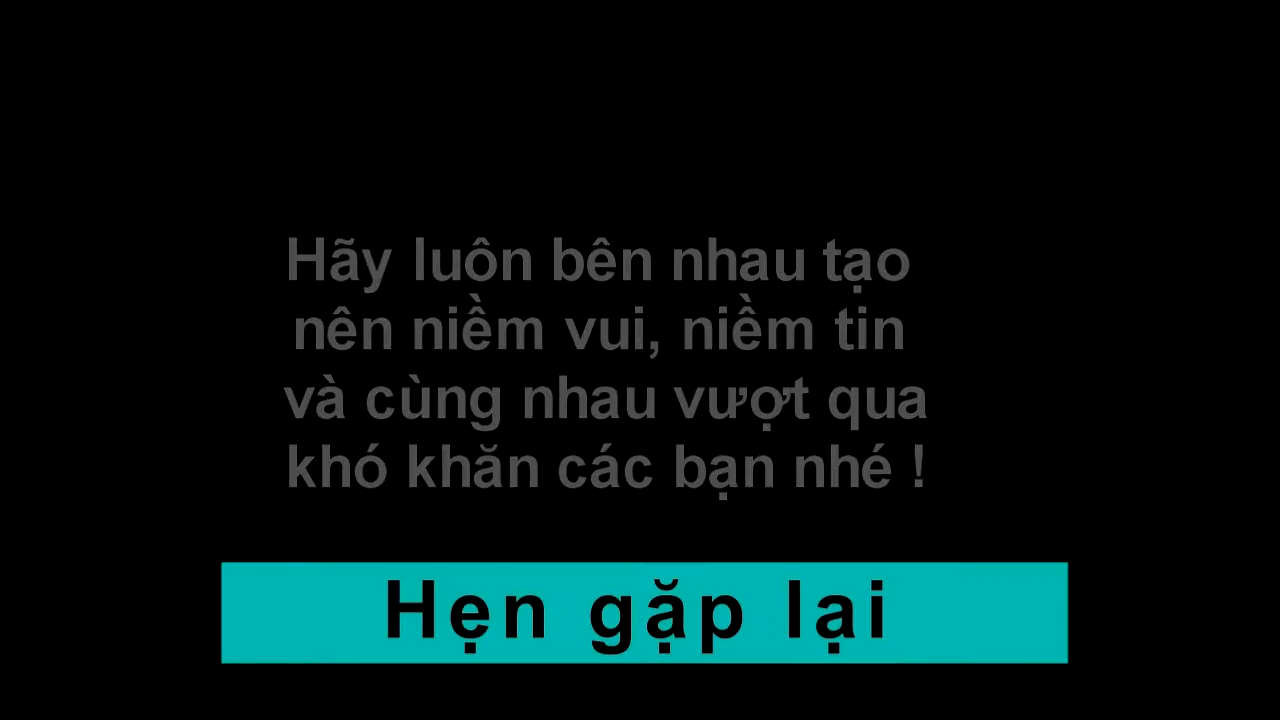 Hãy luôn bên nhau tạo
nên niềm vui, niềm tin
và cùng nhau vượt qua
khó khăn các bạn nhé !
Hẹn gặp lại